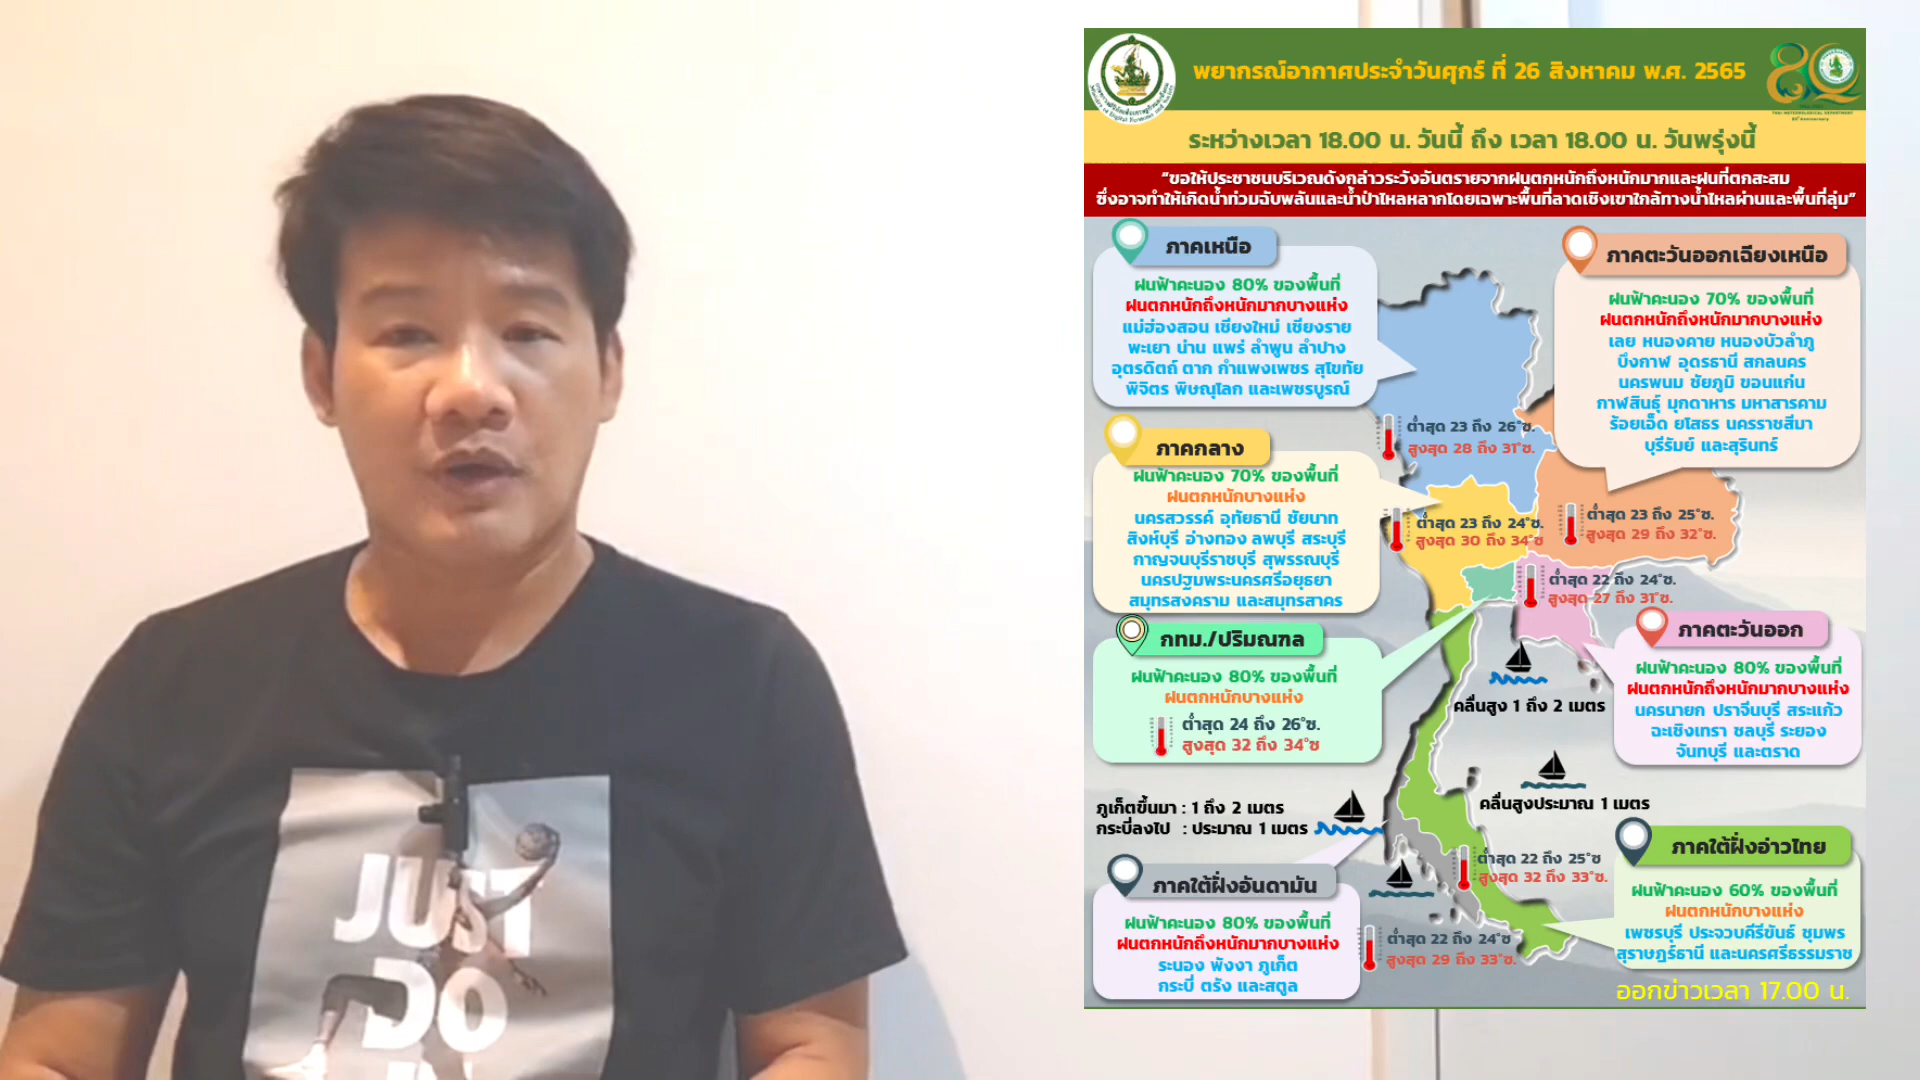 พยากรณ์อากาศประจำวันศุกร์ ที่ 26 สิงหาคม พ.ศ. 2565
ระหว่างเวลา 18.00 น. วันนี้ ถึง เวลา 18.00 น. วันพรุ่งนี้
"ขอให้ประชาชนบริเวณดังกล่าวระวังอันตรายจากฝนตกหนักถึงหนักมากและฝนที่ตกสะสม
ซึ่งอาจทำให้เกิดน้ำท่วมฉับพลันและน้ำป่าไหลหลากโดยเฉพาะพื้นที่ลาดเชิงเขาใกล้ทางน้ำไหลผ่านและพื้นที่ลุ่ม"
ภาคเหนือ
ฝนฟ้าคะนอง 80% ของพื้นที่
ฝนตกหนักถึงหนักมากบางแห่ง
แม่ฮ่องสอน เชียงใหม่ เชียงราย
พะเยา น่าน แพร่ ลำพูน ลำปาง
อุตรดิตถ์ ตาก กำแพงเพชร สุโขทัย
พิจิตร พิษณุโลก และเพชรบูรณ์
ต่ำสุด 23 ถึง 26°ซ.
สูงสุด 28 ถึง 31°ซ.
ภาคตะวันออกเฉียงเหนือ
ฝนฟ้าคะนอง 70% ของพื้นที่
ฝนตกหนักถึงหนักมากบางแห่ง
เลย หนองคาย หนองบัวลำภู
บึงกาฬ อุดรธานี สกลนคร
นครพนม ชัยภูมิ ขอนแก่น
กาฬสินธุ์ มุกดาหาร มหาสารคาม
ร้อยเอ็ด ยโสธร นครราชสีมา
บุรีรัมย์ และสุรินทร์
ต่ำสุด 23 ถึง 25°ซ.
สูงสุด 29 ถึง 32°ซ.
ภาคกลาง
ฝนฟ้าคะนอง 70% ของพื้นที่
ฝนตกหนักบางแห่ง
นครสวรรค์ อุทัยธานี ชัยนาท
สิงห์บุรี อ่างทอง ลพบุรี สระบุรี
กาญจนบุรีราชบุรี สุพรรณบุรี
นครปฐมพระนครศรีอยุธยา
สมุทรสงคราม และสมุทรสาคร
ต่ำสุด 23 ถึง 24°ซ.
สูงสุด 30 ถึง 34°ซ
กทม./ปริมณฑล
ฝนฟ้าคะนอง 80% ของพื้นที่
ฝนตกหนักบางแห่ง
ต่ำสุด 24 ถึง 26°ซ.
สูงสุด 32 ถึง 34°ซ
ต่ำสุด 22 ถึง 24°ซ.
สูงสุด 27 ถึง 31°ซ.
ภาคตะวันออก
ฝนฟ้าคะนอง 80% ของพื้นที่
ฝนตกหนักถึงหนักมากบางแห่ง
นครนายก ปราจีนบุรี สระแก้ว
ฉะเชิงเทรา ชลบุรี ระยอง
จันทบุรี และตราด
คลื่นสูง 1 ถึง 2 เมตร
คลื่นสูงประมาณ 1 เมตร
ภูเก็ตขึ้นมา : 1 ถึง 2 เมตร
กระบี่ลงไป : ประมาณ 1 เมตร
ภาคใต้ฝั่งอันดามัน
ฝนฟ้าคะนอง 80% ของพื้นที่
ฝนตกหนักถึงหนักมากบางแห่ง
ระนอง พังงา ภูเก็ต
กระบี่ ตรัง และสตูล
ต่ำสุด 22 ถึง 24°ซ
สูงสุด 29 ถึง 33°ซ.
ภาคใต้ฝั่งอ่าวไทย
ฝนฟ้าคะนอง 60% ของพื้นที่
ฝนตกหนักบางแห่ง
เพชรบุรี ประจวบคีรีขันธ์ ชุมพร
สุราษฎร์ธานี และนครศรีธรรมราช
ต่ำสุด 22 ถึง 25°ซ
สูงสุด 32 ถึง 33°ซ.
ออกข่าวเวลา 17.00 น.
JUST
DO